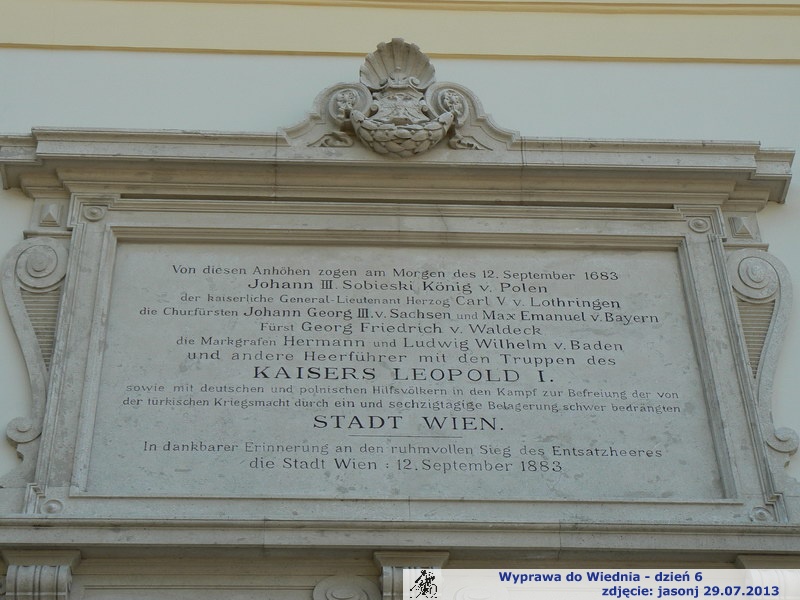 Von diesen Anhöhen zogen am Morgen des 12. September 1683
Johann III. Sobieski König v. Polen
der kaiserliche General-Lieutenant Herzog Carl V v. Lothringen
die Churfürsten Johann Georg III. v. Sachsen und Max Emanuel v. Bayern
Fürst Georg Friedrich v. Waldeck
die Markgrafen Hermann und Ludwig Wilhelm v. Baden
und andere Heerführer mit den Truppen des
KAISERS LEOPOLD I.
sowie mit deutschen und polnischen Hilfsvölkern in den Kampf zur Befreiung der von
der türkischen Kriegsmacht durch ein und sechzigtägige Belagerung schwer bedrängten
STADT WIEN.
In dankbarer Erinnerung an den ruhmvollen Sieg des Entsatzheeres
die Stadt Wien : 12. September 1883
Wyprawa do Wiednia - dzień 6
zdjęcie: jasonj 29.07.2013